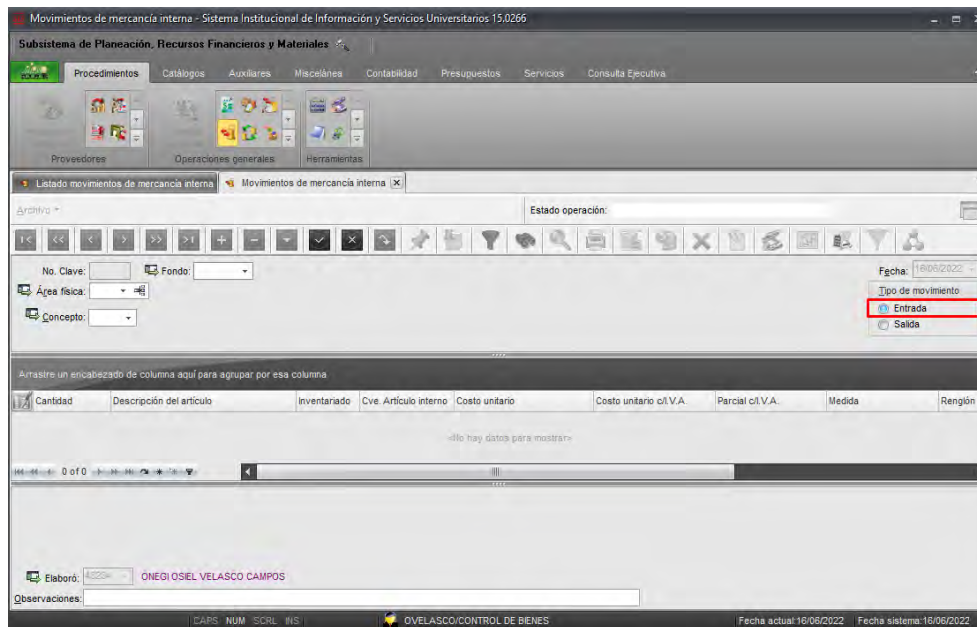 Movimientos de mercancía interna - Sistema Institucional de Información y Servicios Universitarios 15.0266
Subsistema de Planeación, Recursos Financieros y Materiales
Procedimientos Catálogos Auxiliares Misceláneos Contabilidad Presupuestos Servicios Consulta Ejecutiva
Proveedores Operaciones generales Herramientas
Listado movimientos de mercancía interna Movimientos de mercancía interna
Archivo Estado operación:
No. Clave: Fondo: Fecha: 16/06/2022
Área física: Tipo de movimiento
Entrada
Concepto: Salida
Arrastre un encabezado de columna aquí para agrupar por esa columna
Cantidad Descripción del artículo Inventariado Cve. Artículo interno Costo unitario Costo unitario c/I.V.A. Parcial c/I.V.A. Medida Renglón
<No hay datos para mostrar>
0 of 0
Elaboró: ONEGI OSIEL VELASCO CAMPOS
Observaciones:
CAPS NUM SCRL INS OVELASCO/CONTROL DE BIENES Fecha actual:16/06/2022 Fecha sistema:16/06/2022